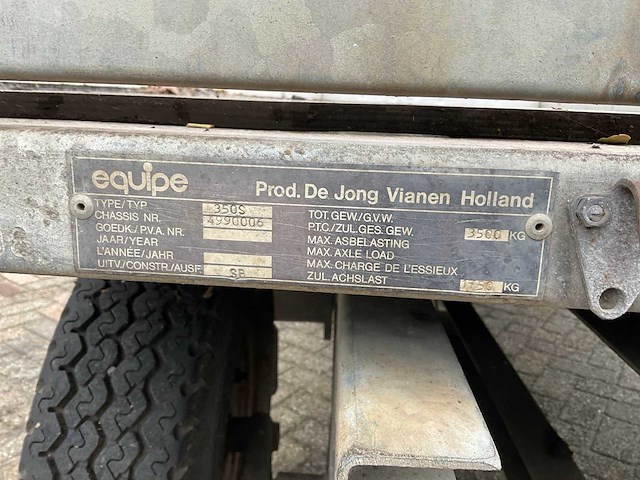 equipe Prod. De Jong Vianen Holland
TYPE/TYP 350S
CHASSIS NR. 4990006
GOEDK./P.V.A. NR.
JAAR/YEAR
L'ANNÉE/JAHR
UITV./CONSTR./AUSF. SB
TOT. GEW./G.V.W.
P.T.C./ZUL. GES. GEW. 3500 KG
MAX. ASBELASTING
MAX. AXLE LOAD
MAX. CHARGE DE L'ESSIEUX
ZUL. ACHSLAST 1750 KG